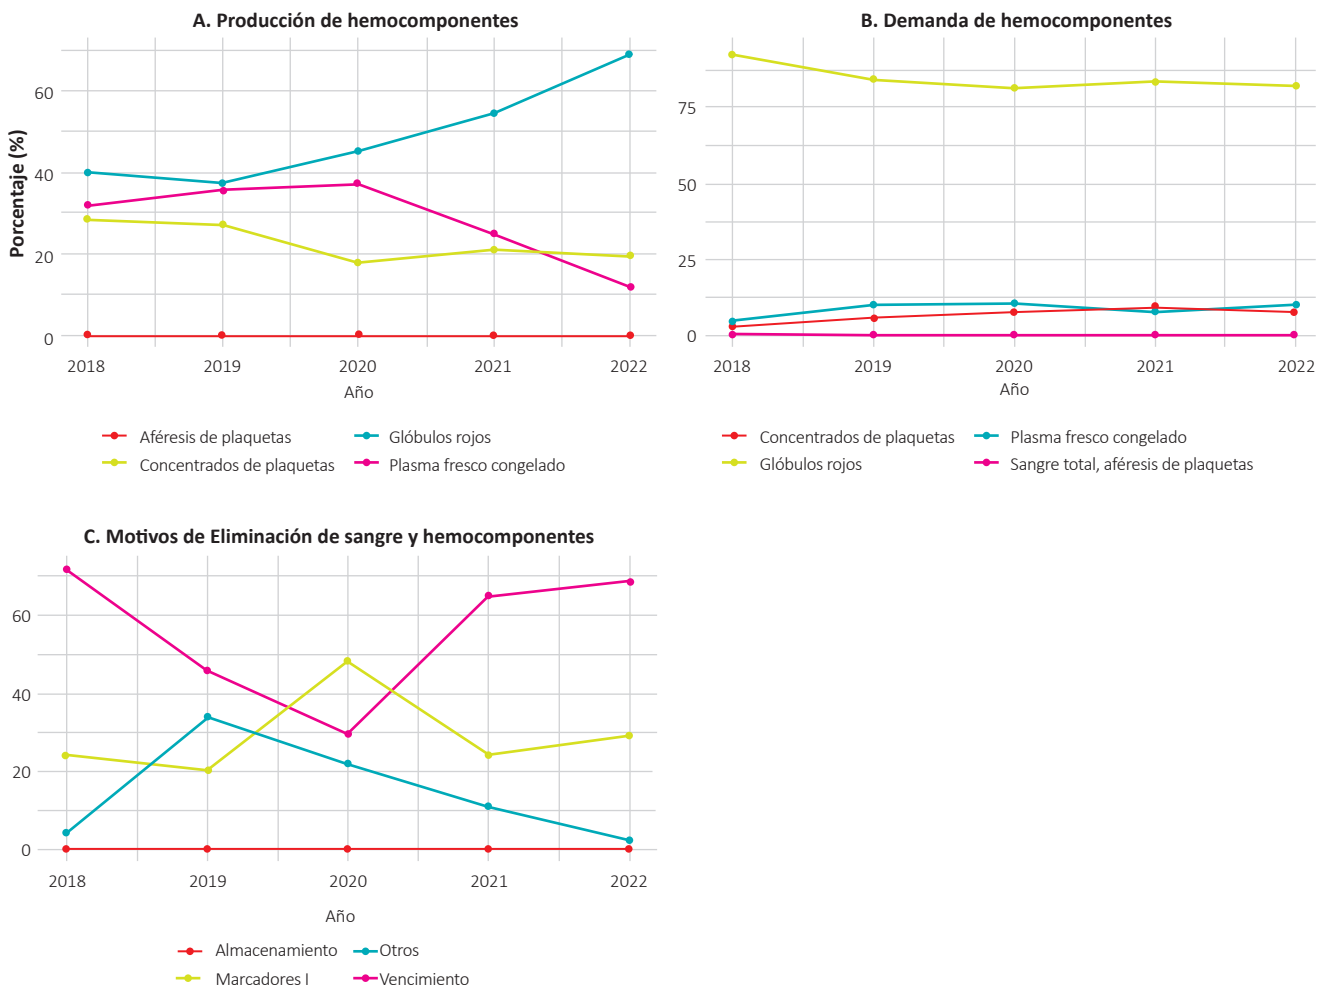 A. Producción de hemocomponentes
Porcentaje (%)
60
40
20
0
2018 2019 2020 2021 2022
Año
Aféresis de plaquetas Glóbulos rojos
Concentrados de plaquetas Plasma fresco congelado
B. Demanda de hemocomponentes
75
50
25
0
2018 2019 2020 2021 2022
Año
Concentrados de plaquetas Plasma fresco congelado
Glóbulos rojos Sangre total, aféresis de plaquetas
C. Motivos de Eliminación de sangre y hemocomponentes
60
40
20
0
2018 2019 2020 2021 2022
Año
Almacenamiento Otros
Marcadores I Vencimiento